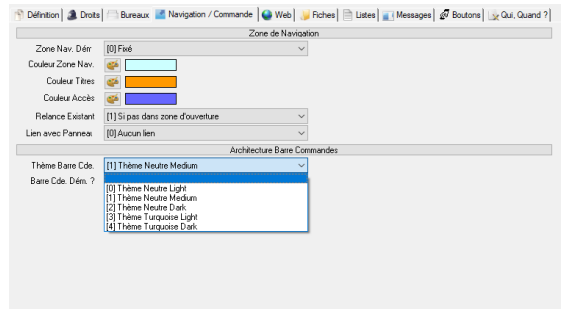 Définition Droits Bureaux Navigation / Commande Web Fiches Listes Messages Boutons Qui, Quand ?
Zone de Navigation
Zone Nav. Dérr [0] Fixé
Couleur Zone Nav.
Couleur Titres
Couleur Accès
Relance Existant [1] Si pas dans zone d'ouverture
Lien avec Panneau [0] Aucun lien
Architecture Barre Commandes
Thème Barre Cde. [1] Thème Neutre Medium
Barre Cde. Dém. ?
[0] Thème Neutre Light
[1] Thème Neutre Medium
[2] Thème Neutre Dark
[3] Thème Turquoise Light
[4] Thème Turquoise Dark